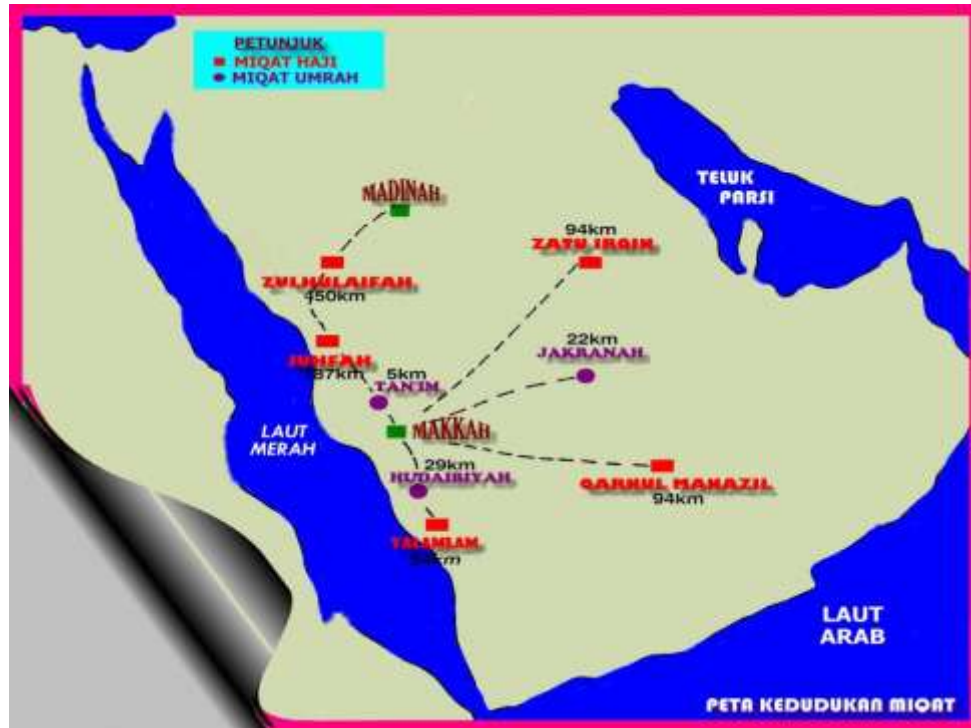 PETUNJUK
MIQAT HAJI
MIQAT UMRAH
MADINAH
TELUK
PARSI
94km
ZATU IRQIN
ZULHULAIFAH
450km
22km
JAKRANAH
JUHFAH
187km
5km
TAN'IM
MAKKAH
LAUT
MERAH
29km
HUDAIBIYAH
QARNUL MANAZIL
94km
YALAMLAM
LAUT
ARAB
PETA KEDUDUKAN MIQAT